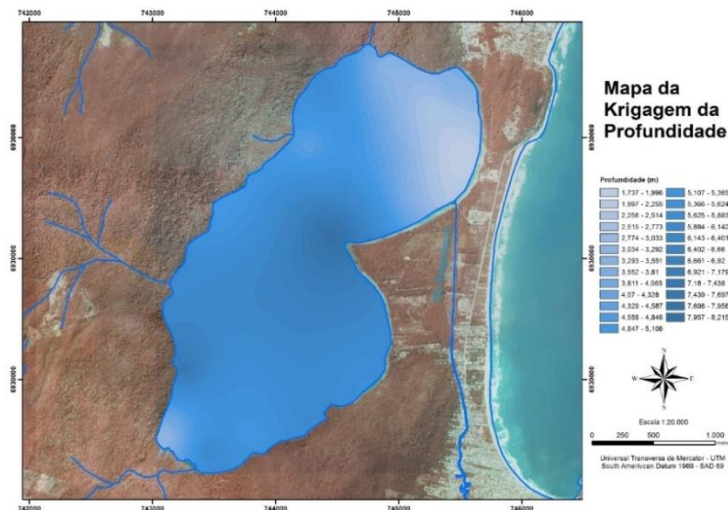 742000
743000
744000
745000
746000
6930000
6930000
6930000
742000
743000
744000
745000
746000
6930000
6930000
6930000
Mapa da
Krigagem da
Profundidade
Profundidade (m)
1,737 - 1,996
1,997 - 2,255
2,256 - 2,514
2,515 - 2,773
2,774 - 3,033
3,034 - 3,292
3,293 - 3,551
3,552 - 3,81
3,811 - 4,069
4,07 - 4,328
4,329 - 4,587
4,588 - 4,846
4,847 - 5,106
5,107 - 5,365
5,366 - 5,624
5,625 - 5,883
5,884 - 6,142
6,143 - 6,401
6,402 - 6,66
6,661 - 6,92
6,921 - 7,179
7,18 - 7,438
7,439 - 7,697
7,698 - 7,956
7,957 - 8,215
N
W
E
S
Escala 1:20.000
0 250 500 1.000
Universal Transversa de Mercator - UTM
South American Datum 1969 - SAD 69